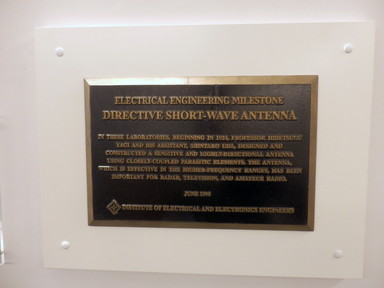 ELECTRICAL ENGINEERING MILESTONE
DIRECTIVE SHORT-WAVE ANTENNA
IN THESE LABORATORIES, BEGINNING IN 1924, PROFESSOR HIDETSUGU
YAGI AND HIS ASSISTANT, SHINTARO UDA, DESIGNED AND
CONSTRUCTED A SENSITIVE AND HIGHLY-DIRECTIONAL ANTENNA
USING CLOSELY-COUPLED PARASITIC ELEMENTS. THE ANTENNA,
WHICH IS EFFECTIVE IN THE HIGHER-FREQUENCY RANGES, HAS BEEN
IMPORTANT FOR RADAR, TELEVISION, AND AMATEUR RADIO.
JUNE 1995
INSTITUTE OF ELECTRICAL AND ELECTRONICS ENGINEERS